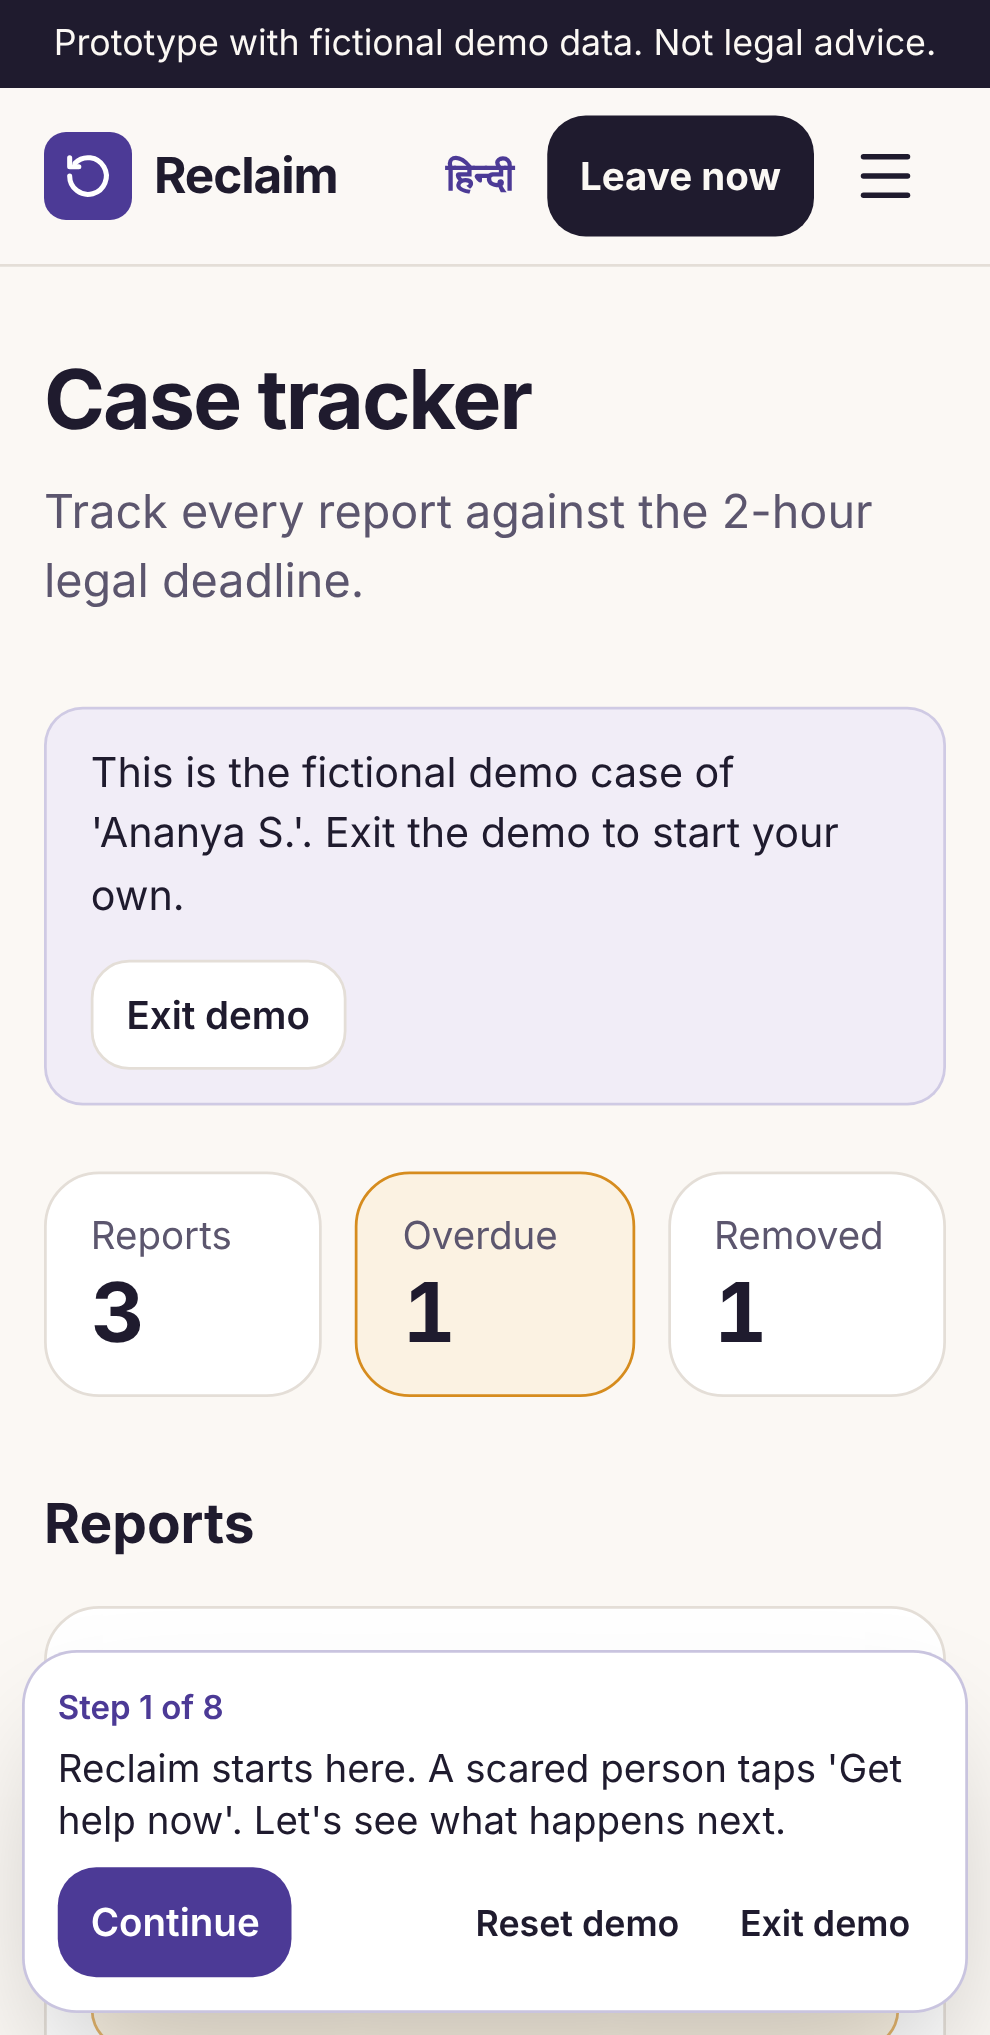 Prototype with fictional demo data. Not legal advice.
Reclaim
हिन्दी
Leave now
Case tracker
Track every report against the 2-hour
legal deadline.
This is the fictional demo case of
'Ananya S.'. Exit the demo to start your
own.
Exit demo
Reports
3
Overdue
1
Removed
1
Reports
Step 1 of 8
Reclaim starts here. A scared person taps 'Get
help now'. Let's see what happens next.
Continue
Reset demo
Exit demo